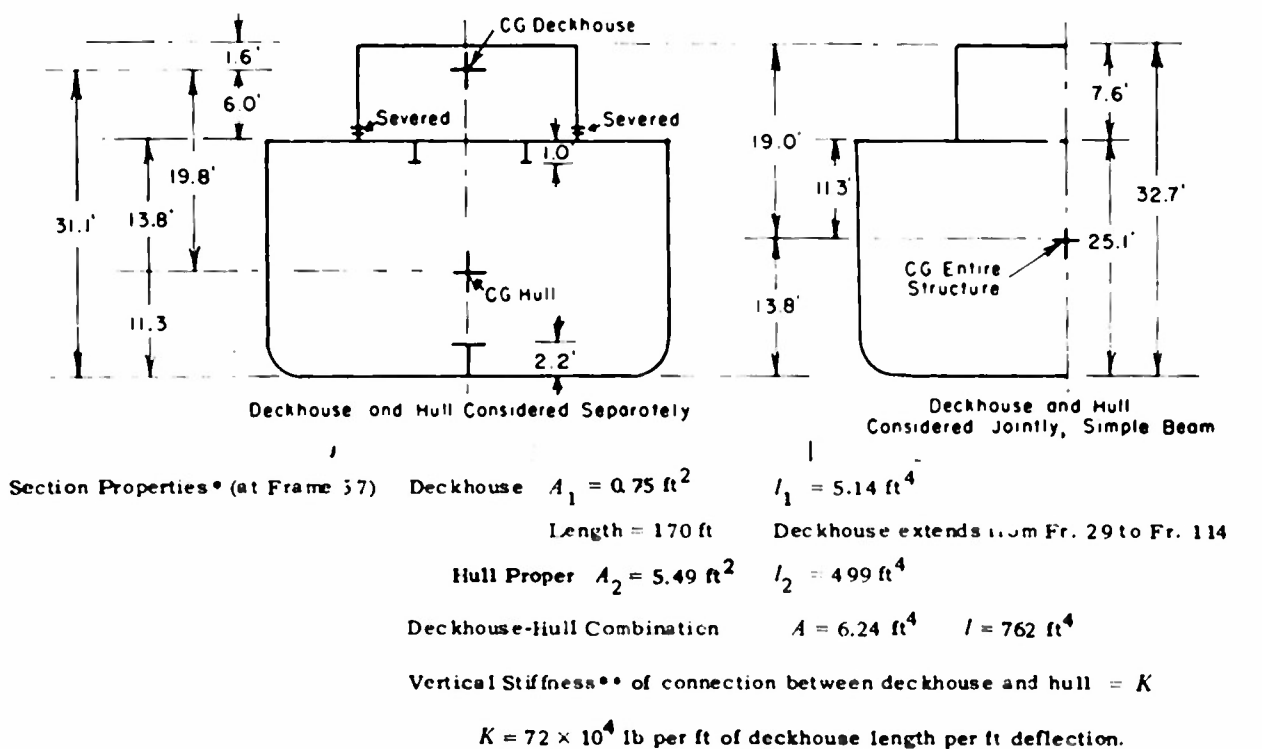 CG Deckhouse
1.6'
6.0'
Severed
Severed
1.0'
19.8'
31.1'
13.8'
CG Hull
11.3
2.2'
Deckhouse and Hull Considered Separately
7.6'
19.0'
11.3'
32.7'
25.1'
CG Entire
Structure
13.8'
Deckhouse and Hull
Considered Jointly, Simple Beam
Section Properties* (at Frame 57) Deckhouse A₁ = 0.75 ft² I₁ = 5.14 ft⁴
Length = 170 ft Deckhouse extends Fr. 29 to Fr. 114
Hull Proper A₂ = 5.49 ft² I₂ = 499 ft⁴
Deckhouse-Hull Combination A = 6.24 ft⁴ I = 762 ft⁴
Vertical Stiffness** of connection between deckhouse and hull = K
K = 72 × 10⁴ lb per ft of deckhouse length per ft deflection.